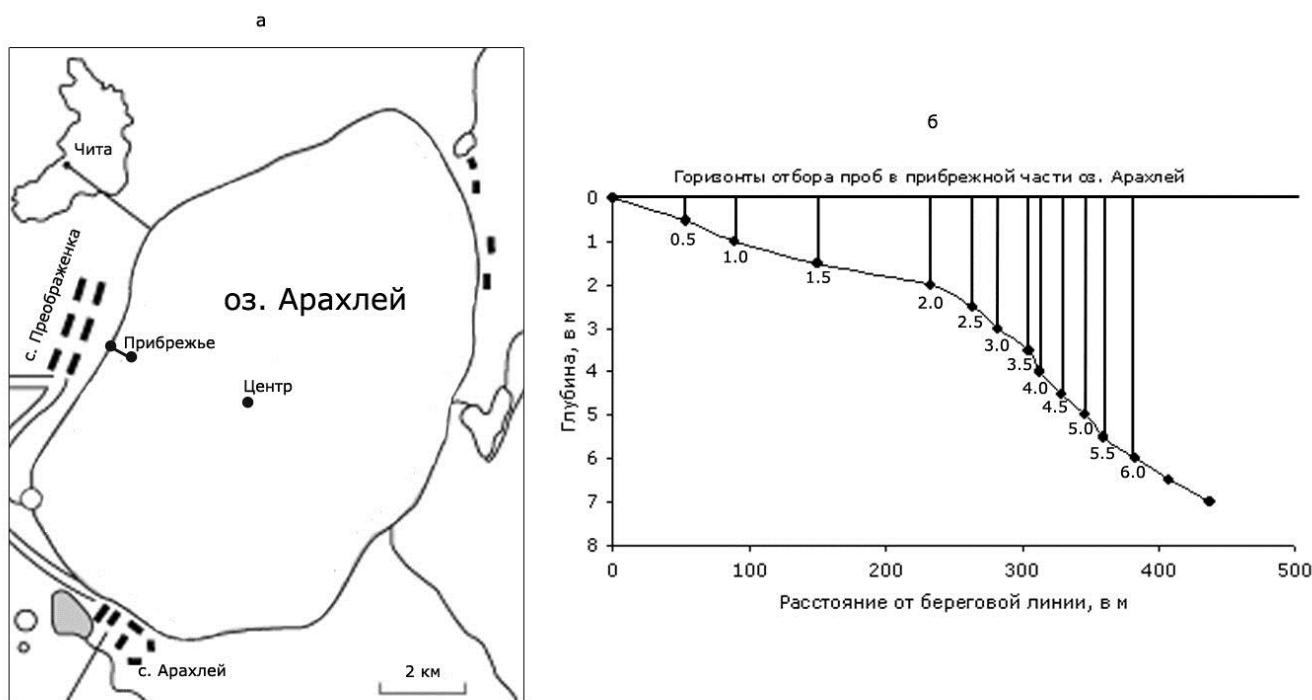 а
Чита
с. Преображенка
оз. Арахлей
Прибрежье
Центр
с. Арахлей
2 км
б
Горизонты отбора проб в прибрежной части оз. Арахлей
Глубина, в м
0
1
2
3
4
5
6
7
8
0.5
1.0
1.5
2.0
2.5
3.0
3.5
4.0
4.5
5.0
5.5
6.0
0 100 200 300 400 500
Расстояние от береговой линии, в м